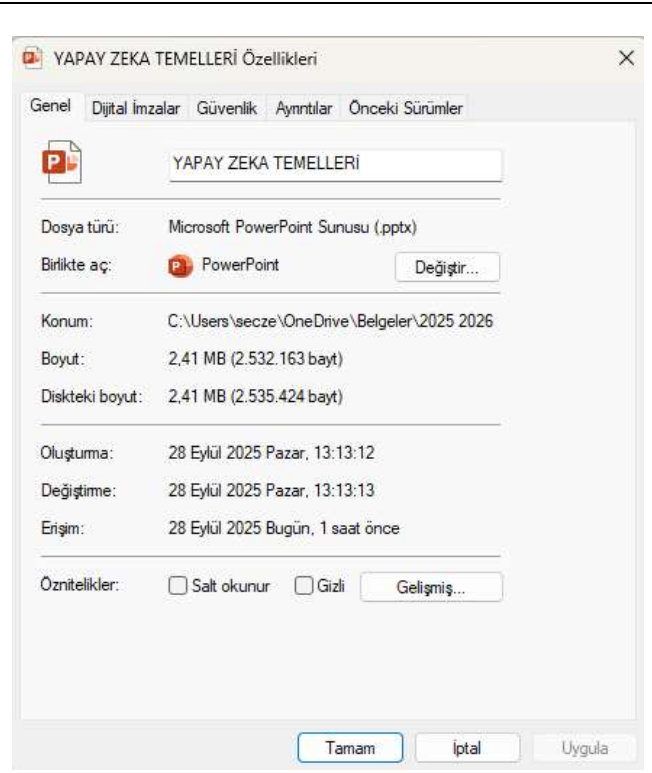 YAPAY ZEKA TEMELLERİ Özellikleri
Genel Dijital İmzalar Güvenlik Ayrıntılar Önceki Sürümler
YAPAY ZEKA TEMELLERİ
Dosya türü: Microsoft PowerPoint Sunusu (.pptx)
Birlikte aç: PowerPoint Değiştir...
Konum: C:\Users\secze\OneDrive\Belgeler\2025 2026
Boyut: 2,41 MB (2.532.163 bayt)
Diskteki boyut: 2,41 MB (2.535.424 bayt)
Oluşturma: 28 Eylül 2025 Pazar, 13:13:12
Değiştirme: 28 Eylül 2025 Pazar, 13:13:13
Erişim: 28 Eylül 2025 Bugün, 1 saat önce
Öznitelikler: Salt okunur Gizli Gelişmiş...
Tamam İptal Uygula